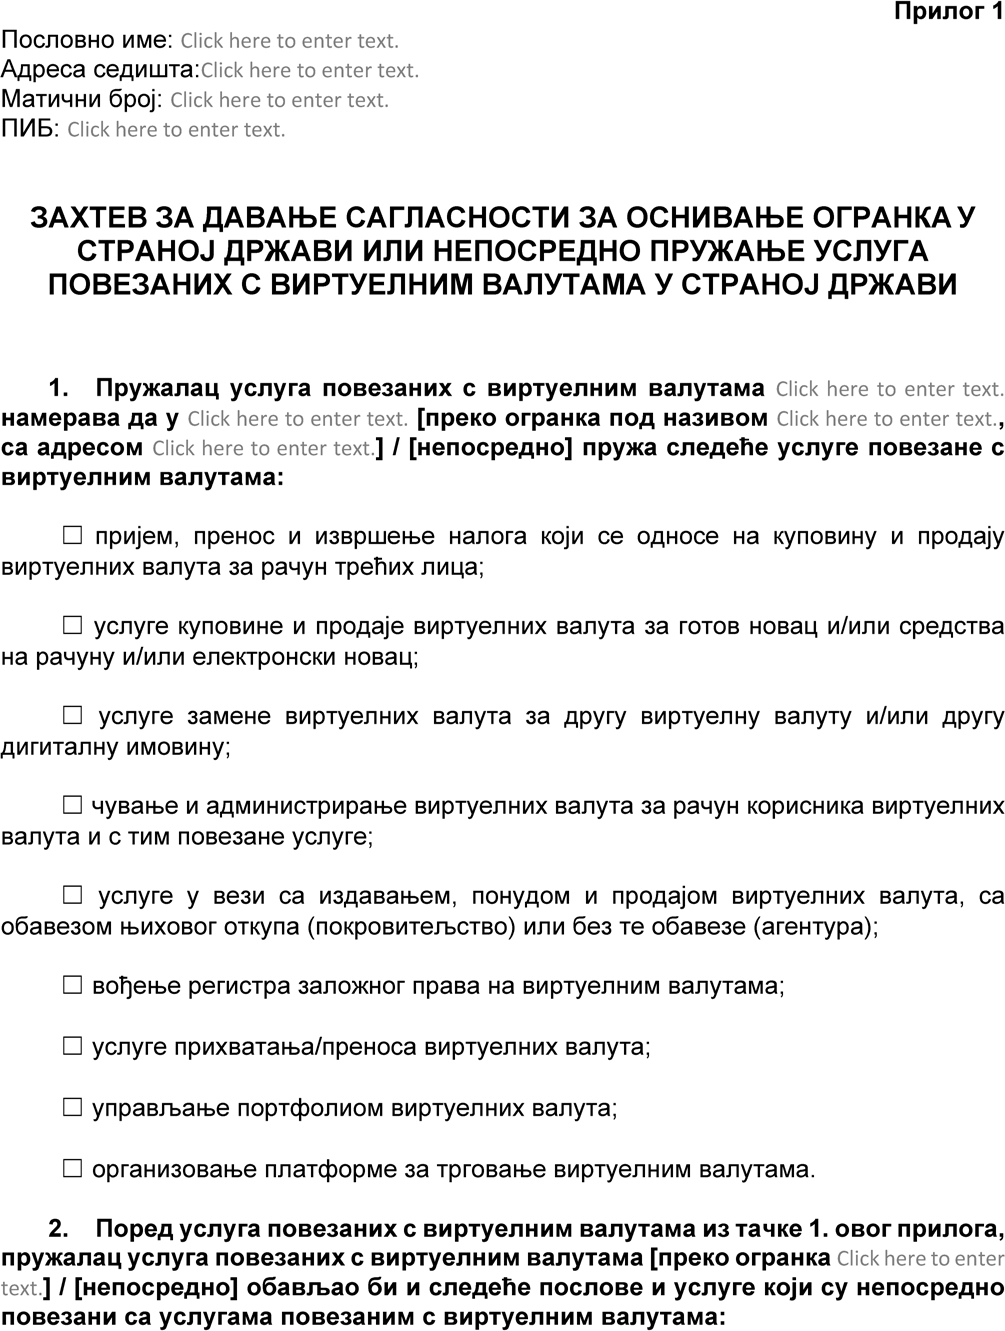 Прилог 1
Пословно име: Click here to enter text.
Адреса седишта:Click here to enter text.
Матични број: Click here to enter text.
ПИБ: Click here to enter text.
ЗАХТЕВ ЗА ДАВАЊЕ САГЛАСНОСТИ ЗА ОСНИВАЊЕ ОГРАНКА У
СТРАНОЈ ДРЖАВИ ИЛИ НЕПОСРЕДНО ПРУЖАЊЕ УСЛУГА
ПОВЕЗАНИХ С ВИРТУЕЛНИМ ВАЛУТАМА У СТРАНОЈ ДРЖАВИ
1. Пружалац услуга повезаних с виртуелним валутама Click here to enter text.
намерава да у Click here to enter text. [преко огранка под називом Click here to enter text.,
са адресом Click here to enter text.] / [непосредно] пружа следеће услуге повезане с
виртуелним валутама:
☐ пријем, пренос и извршење налога који се односе на куповину и продају
виртуелних валута за рачун трећих лица;
☐ услуге куповине и продаје виртуелних валута за готов новац и/или средства
на рачуну и/или електронски новац;
☐ услуге замене виртуелних валута за другу виртуелну валуту и/или другу
дигиталну имовину;
☐ чување и администрирање виртуелних валута за рачун корисника виртуелних
валута и с тим повезане услуге;
☐ услуге у вези са издавањем, понудом и продајом виртуелних валута, са
обавезом њиховог откупа (покровитељство) или без те обавезе (агентура);
☐ вођење регистра заложног права на виртуелним валутама;
☐ услуге прихватања/преноса виртуелних валута;
☐ управљање портфолиом виртуелних валута;
☐ организовање платформе за трговање виртуелним валутама.
2. Поред услуга повезаних с виртуелним валутама из тачке 1. овог прилога,
пружалац услуга повезаних с виртуелним валутама [преко огранка Click here to enter
text.] / [непосредно] обављао би и следеће послове и услуге који су непосредно
повезани са услугама повезаним с виртуелним валутама: